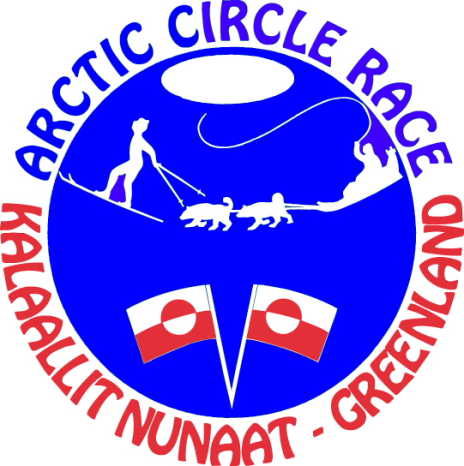 ARCTIC CIRCLE RACE
KALAALLIT NUNAAT - GREENLAND